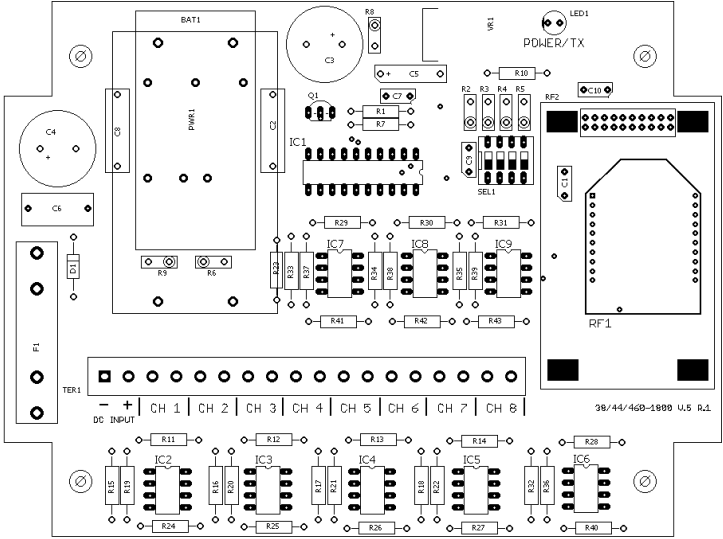 BAT1
R8
VR1
LED1
POWER/TX
C3
C5
R10
C7
Q1
R1
R7
R2 R3 R4 R5
C10
RF2
C4
C8
PWR1
C2
IC1
C9
SEL1
C1
C6
R29 R30 R31
IC7 IC8 IC9
D1
R9 R6
R23 R33 R37 R34 R38 R35 R39
R41 R42 R43
RF1
F1
TER1
- + CH 1 CH 2 CH 3 CH 4 CH 5 CH 6 CH 7 CH 8
DC INPUT
38/44/460-1800 V.5 R.1
R11 R12 R13 R14 R28
IC2 IC3 IC4 IC5 IC6
R15 R19 R16 R20 R17 R21 R18 R22 R32 R36
R24 R25 R26 R27 R40